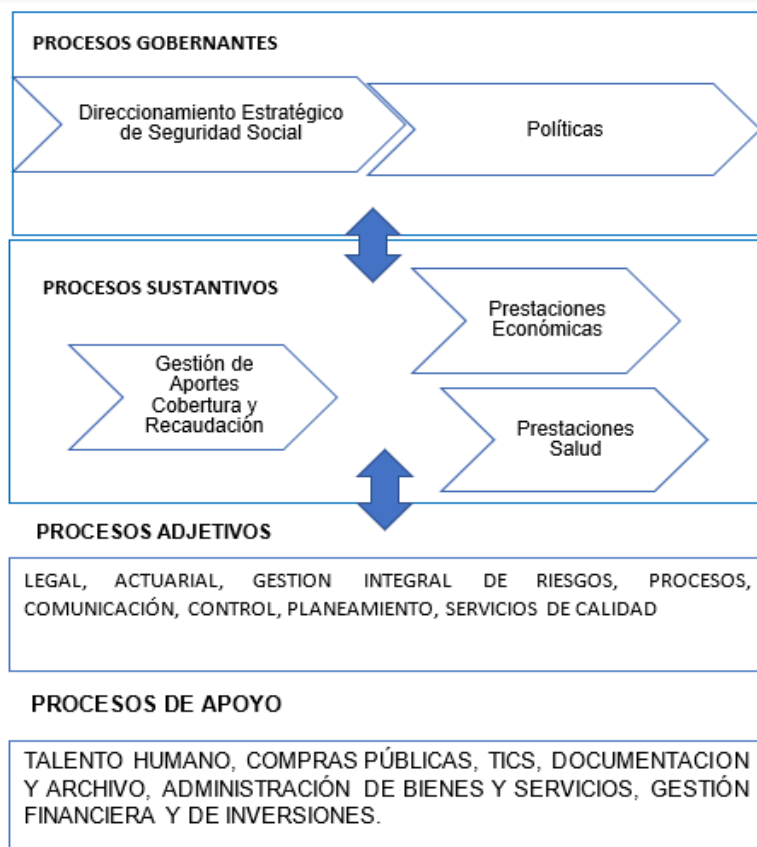 PROCESOS GOBERNANTES
Direccionamiento Estratégico
de Seguridad Social
Políticas
PROCESOS SUSTANTIVOS
Prestaciones
Económicas
Gestión de
Aportes
Cobertura y
Recaudación
Prestaciones
Salud
PROCESOS ADJETIVOS
LEGAL, ACTUARIAL, GESTION INTEGRAL DE RIESGOS, PROCESOS,
COMUNICACIÓN, CONTROL, PLANEAMIENTO, SERVICIOS DE CALIDAD
PROCESOS DE APOYO
TALENTO HUMANO, COMPRAS PÚBLICAS, TICS, DOCUMENTACION
Y ARCHIVO, ADMINISTRACIÓN DE BIENES Y SERVICIOS, GESTIÓN
FINANCIERA Y DE INVERSIONES.